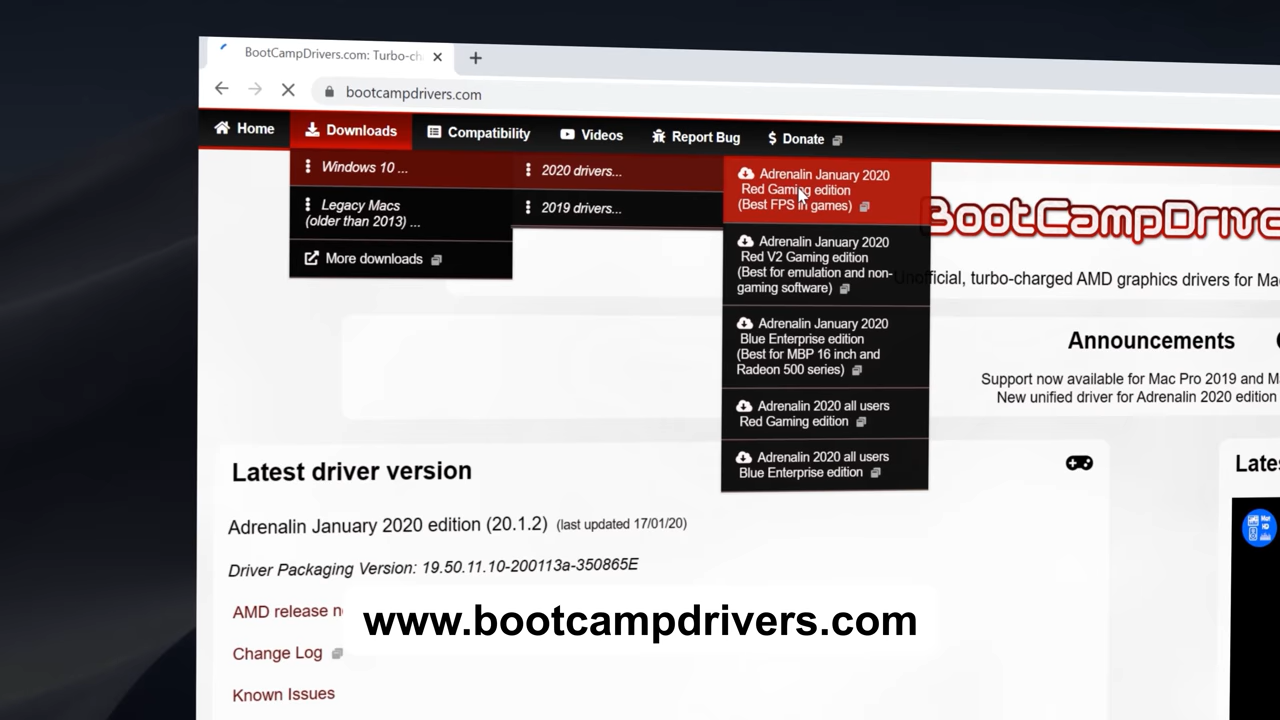 BootCampDrivers.com: Turbo-ch
bootcampdrivers.com
Home
Downloads
Compatibility
Videos
Report Bug
$ Donate
Windows 10 ...
Legacy Macs
(older than 2013) ...
More downloads
2020 drivers...
2019 drivers...
Adrenalin January 2020
Red Gaming edition
(Best FPS in games)
Adrenalin January 2020
Red V2 Gaming edition
(Best for emulation and non-
gaming software)
Adrenalin January 2020
Blue Enterprise edition
(Best for MBP 16 inch and
Radeon 500 series)
Adrenalin 2020 all users
Red Gaming edition
Adrenalin 2020 all users
Blue Enterprise edition
BootCampDrive
Unofficial, turbo-charged AMD graphics drivers for Ma
Announcements
Support now available for Mac Pro 2019 and M
New unified driver for Adrenalin 2020 edition
Latest driver version
Adrenalin January 2020 edition (20.1.2) (last updated 17/01/20)
Driver Packaging Version: 19.50.11.10-200113a-350865E
AMD release n
Change Log
Known Issues
Lates
www.bootcampdrivers.com